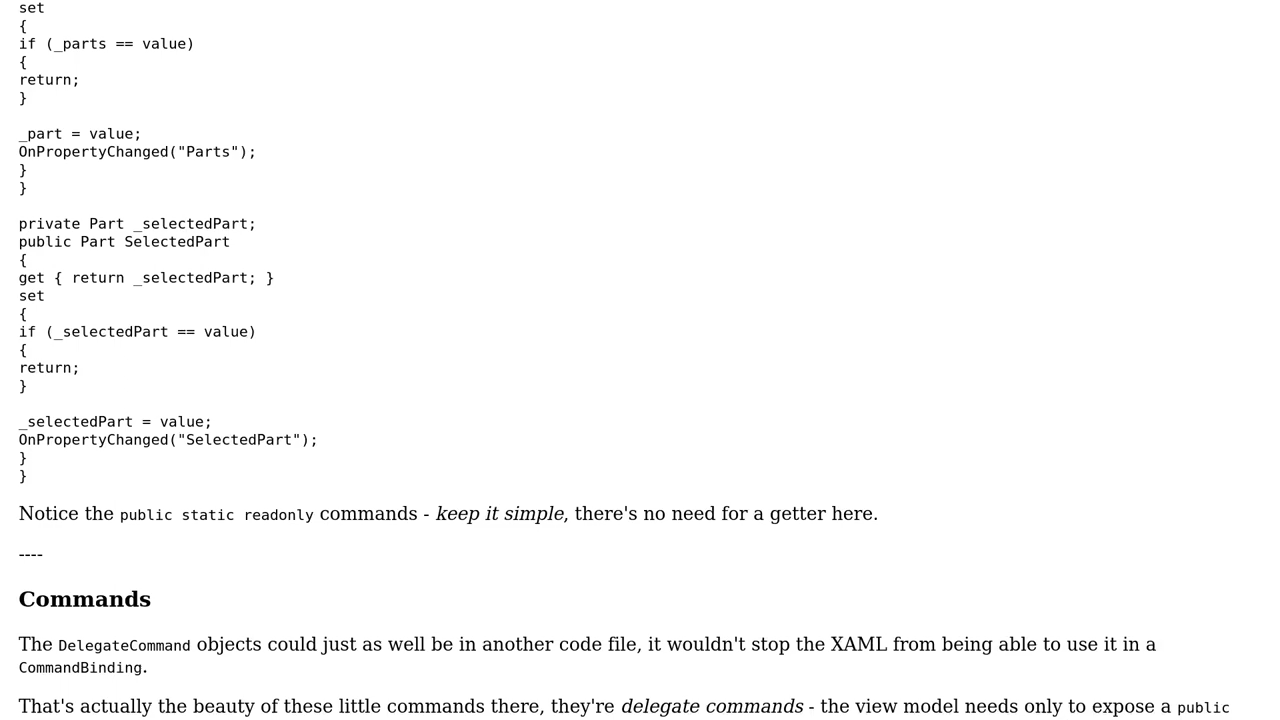 set
{
if (_parts == value)
{
return;
}

_part = value;
OnPropertyChanged("Parts");
}
}

private Part _selectedPart;
public Part SelectedPart
{
get { return _selectedPart; }
set
{
if (_selectedPart == value)
{
return;
}

_selectedPart = value;
OnPropertyChanged("SelectedPart");
}
}

Notice the public static readonly commands - keep it simple, there's no need for a getter here.

----

Commands

The DelegateCommand objects could just as well be in another code file, it wouldn't stop the XAML from being able to use it in a
CommandBinding.

That's actually the beauty of these little commands there, they're delegate commands - the view model needs only to expose a public